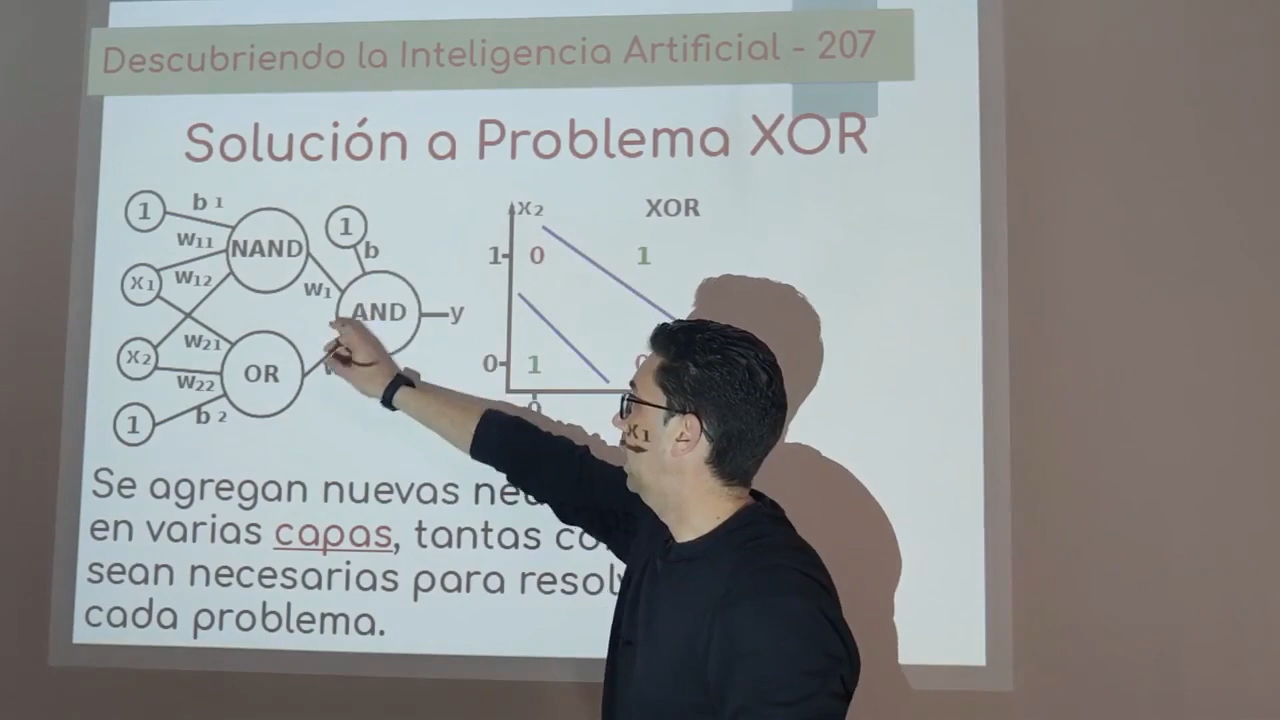 Descubriendo la Inteligencia Artificial - 207
Solución a Problema XOR
1 b 1
W11 NAND
X1 W12
X2 W21
W22 OR
1 b 2
1 b
W1 AND y
X2 XOR
1 0 1
0 1
0
X1
Se agregan nuevas
en varias capas, tantas
sean necesarias para
cada problema.